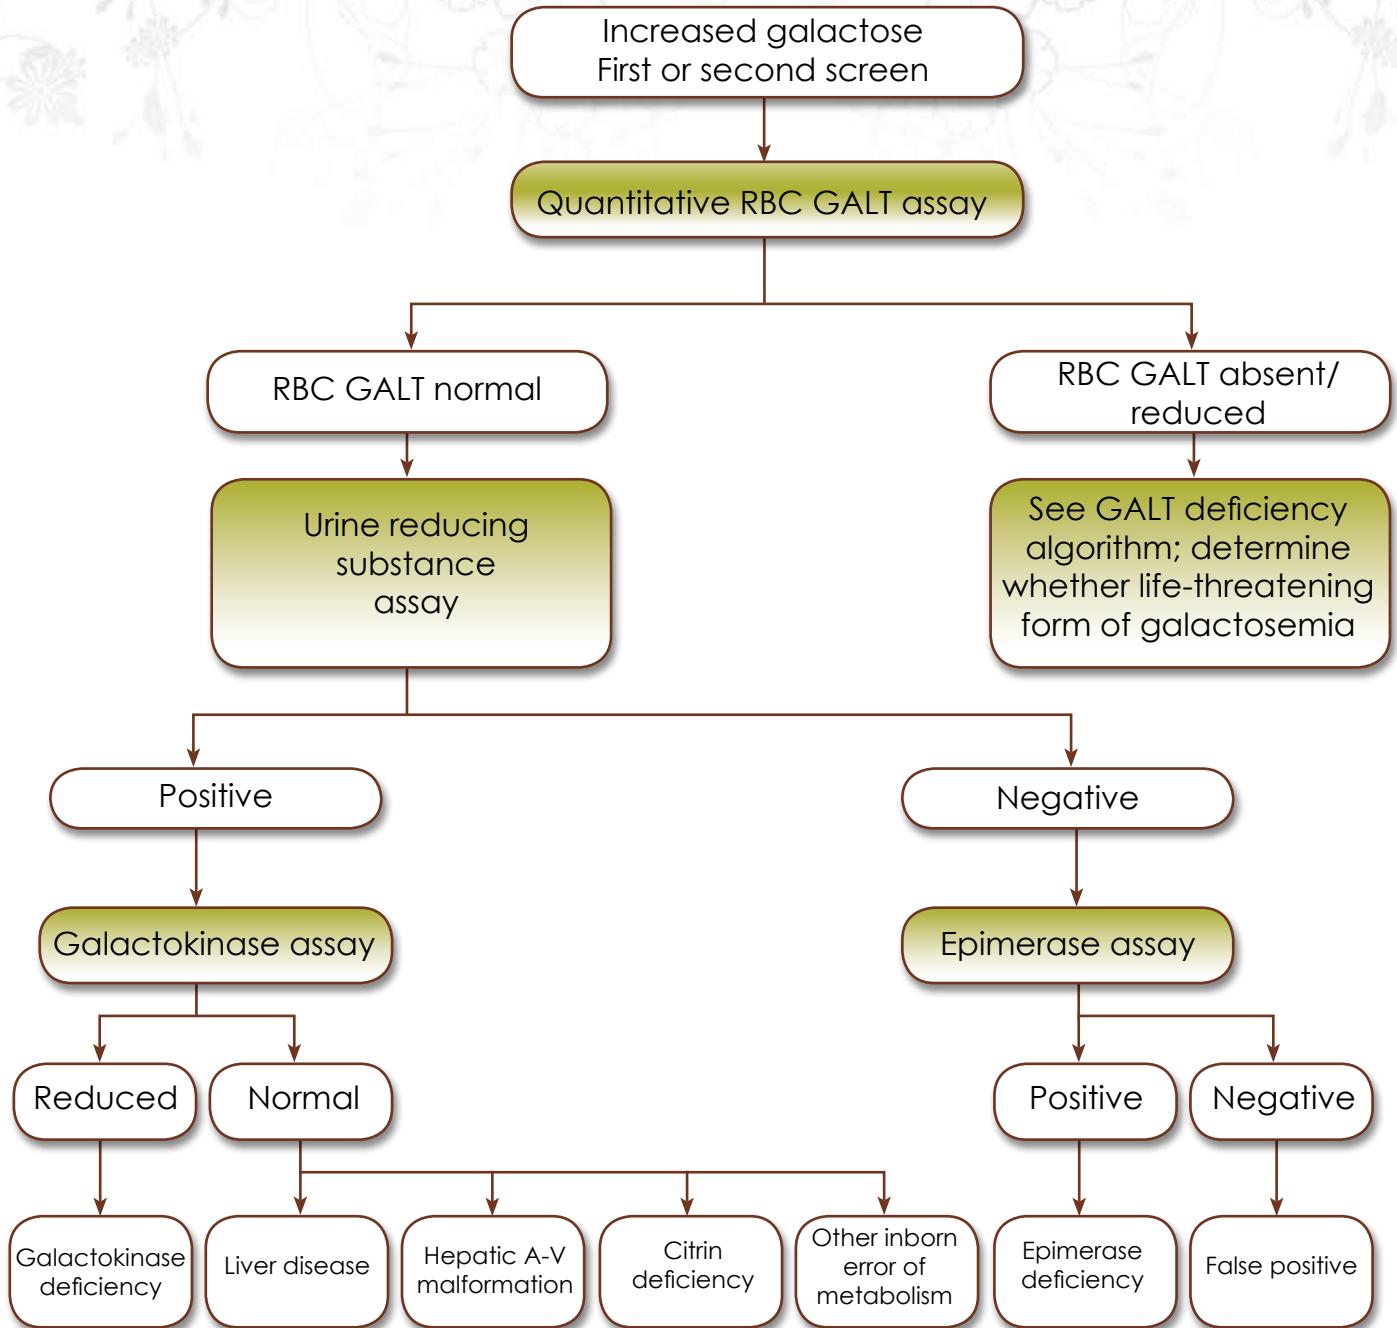 Increased galactose
First or second screen
Quantitative RBC GALT assay
RBC GALT normal
RBC GALT absent/
reduced
Urine reducing
substance
assay
See GALT deficiency
algorithm; determine
whether life-threatening
form of galactosemia
Positive
Negative
Galactokinase assay
Epimerase assay
Reduced
Normal
Positive
Negative
Galactokinase
deficiency
Liver disease
Hepatic A-V
malformation
Citrin
deficiency
Other inborn
error of
metabolism
Epimerase
deficiency
False positive